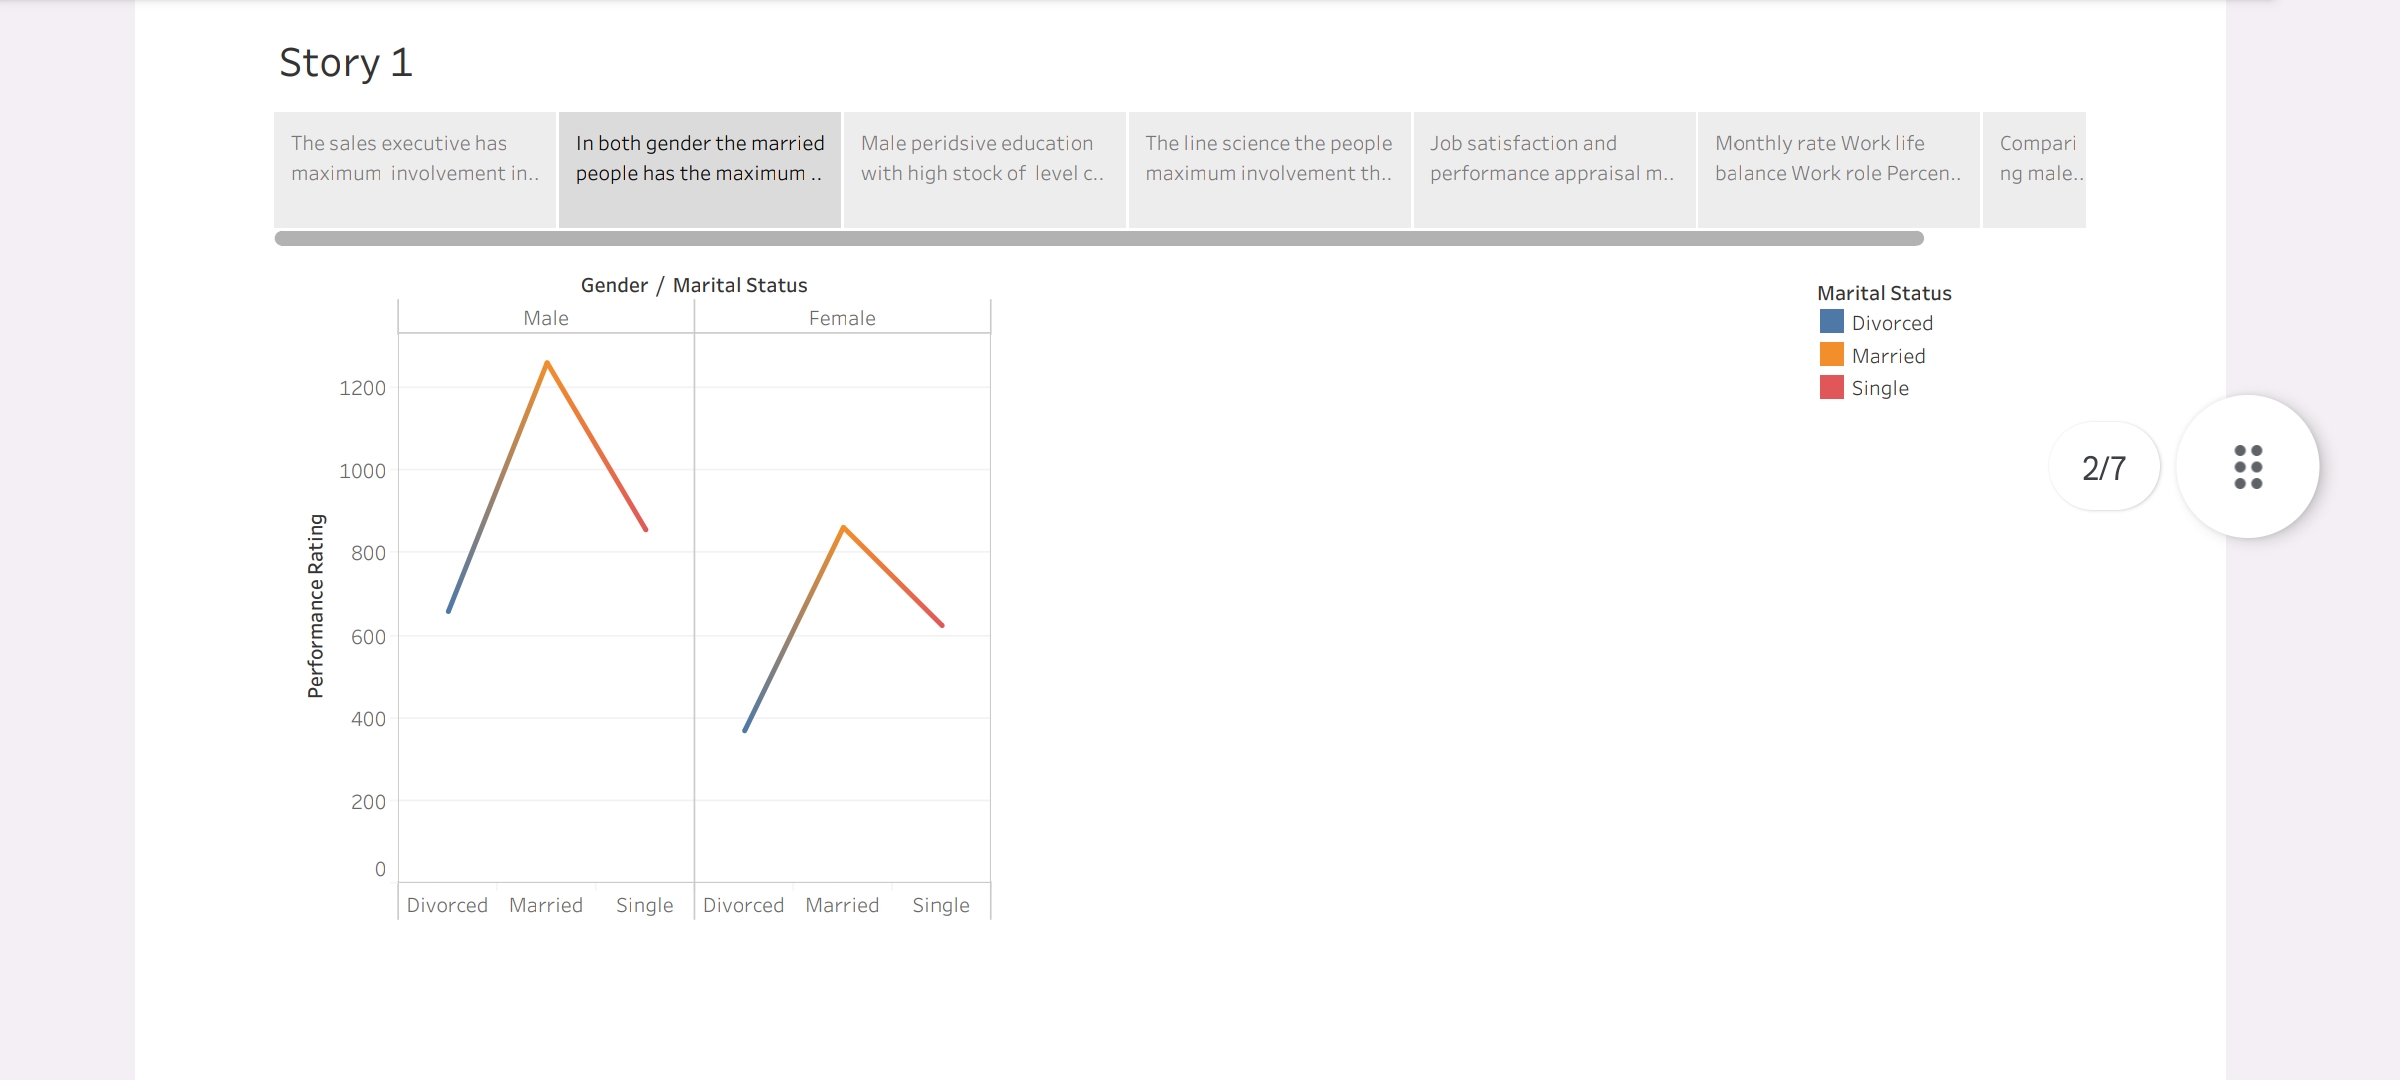 Story 1
The sales executive has
maximum involvement in..
In both gender the married
people has the maximum ..
Male peridsive education
with high stock of level c..
The line science the people
maximum involvement th..
Job satisfaction and
performance appraisal m..
Monthly rate Work life
balance Work role Percen..
Compari
ng male..
Gender / Marital Status
Male
Female
Performance Rating
1200
1000
800
600
400
200
0
Divorced Married Single Divorced Married Single
Marital Status
Divorced
Married
Single
2/7